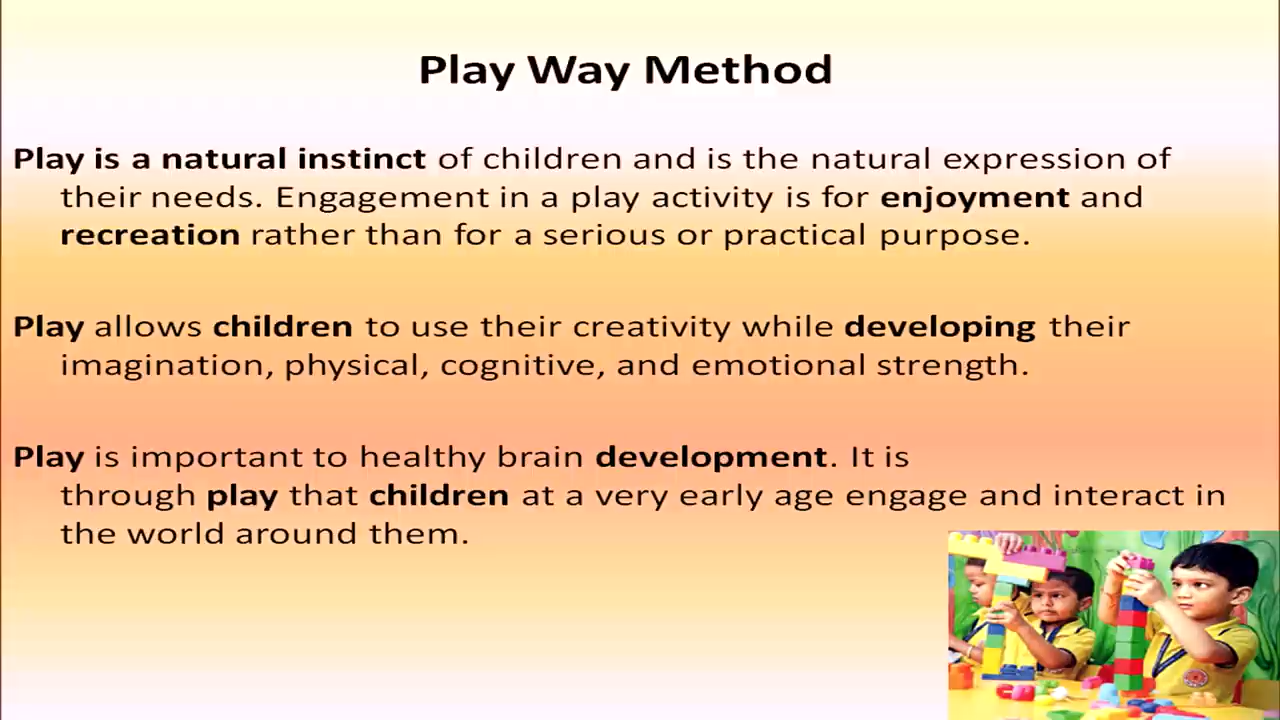 Play Way Method
Play is a natural instinct of children and is the natural expression of
their needs. Engagement in a play activity is for enjoyment and
recreation rather than for a serious or practical purpose.
Play allows children to use their creativity while developing their
imagination, physical, cognitive, and emotional strength.
Play is important to healthy brain development. It is
through play that children at a very early age engage and interact in
the world around them.